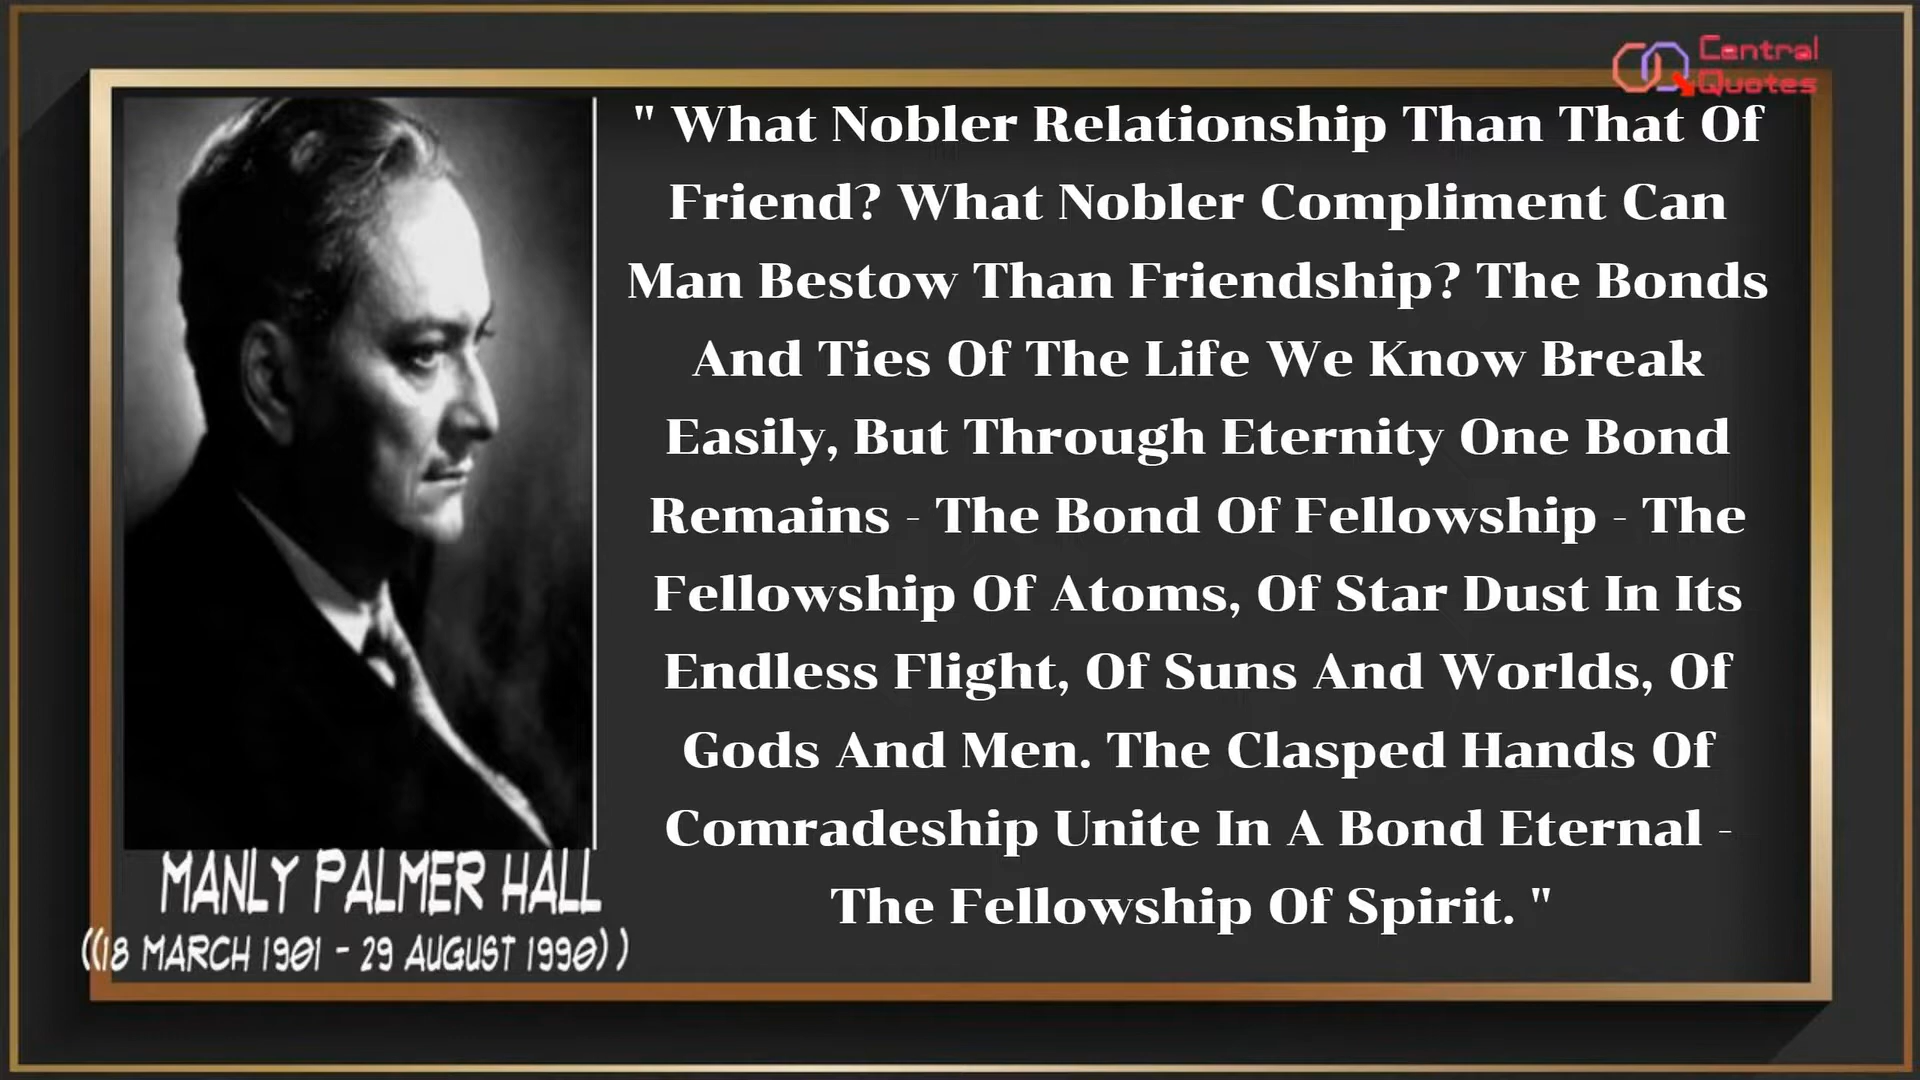 Central
Quotes
" What Nobler Relationship Than That Of
Friend? What Nobler Compliment Can
Man Bestow Than Friendship? The Bonds
And Ties Of The Life We Know Break
Easily, But Through Eternity One Bond
Remains - The Bond Of Fellowship - The
Fellowship Of Atoms, Of Star Dust In Its
Endless Flight, Of Suns And Worlds, Of
Gods And Men. The Clasped Hands Of
Comradeship Unite In A Bond Eternal -
The Fellowship Of Spirit. "
MANLY PALMER HALL
((18 MARCH 1901 - 29 AUGUST 1990))